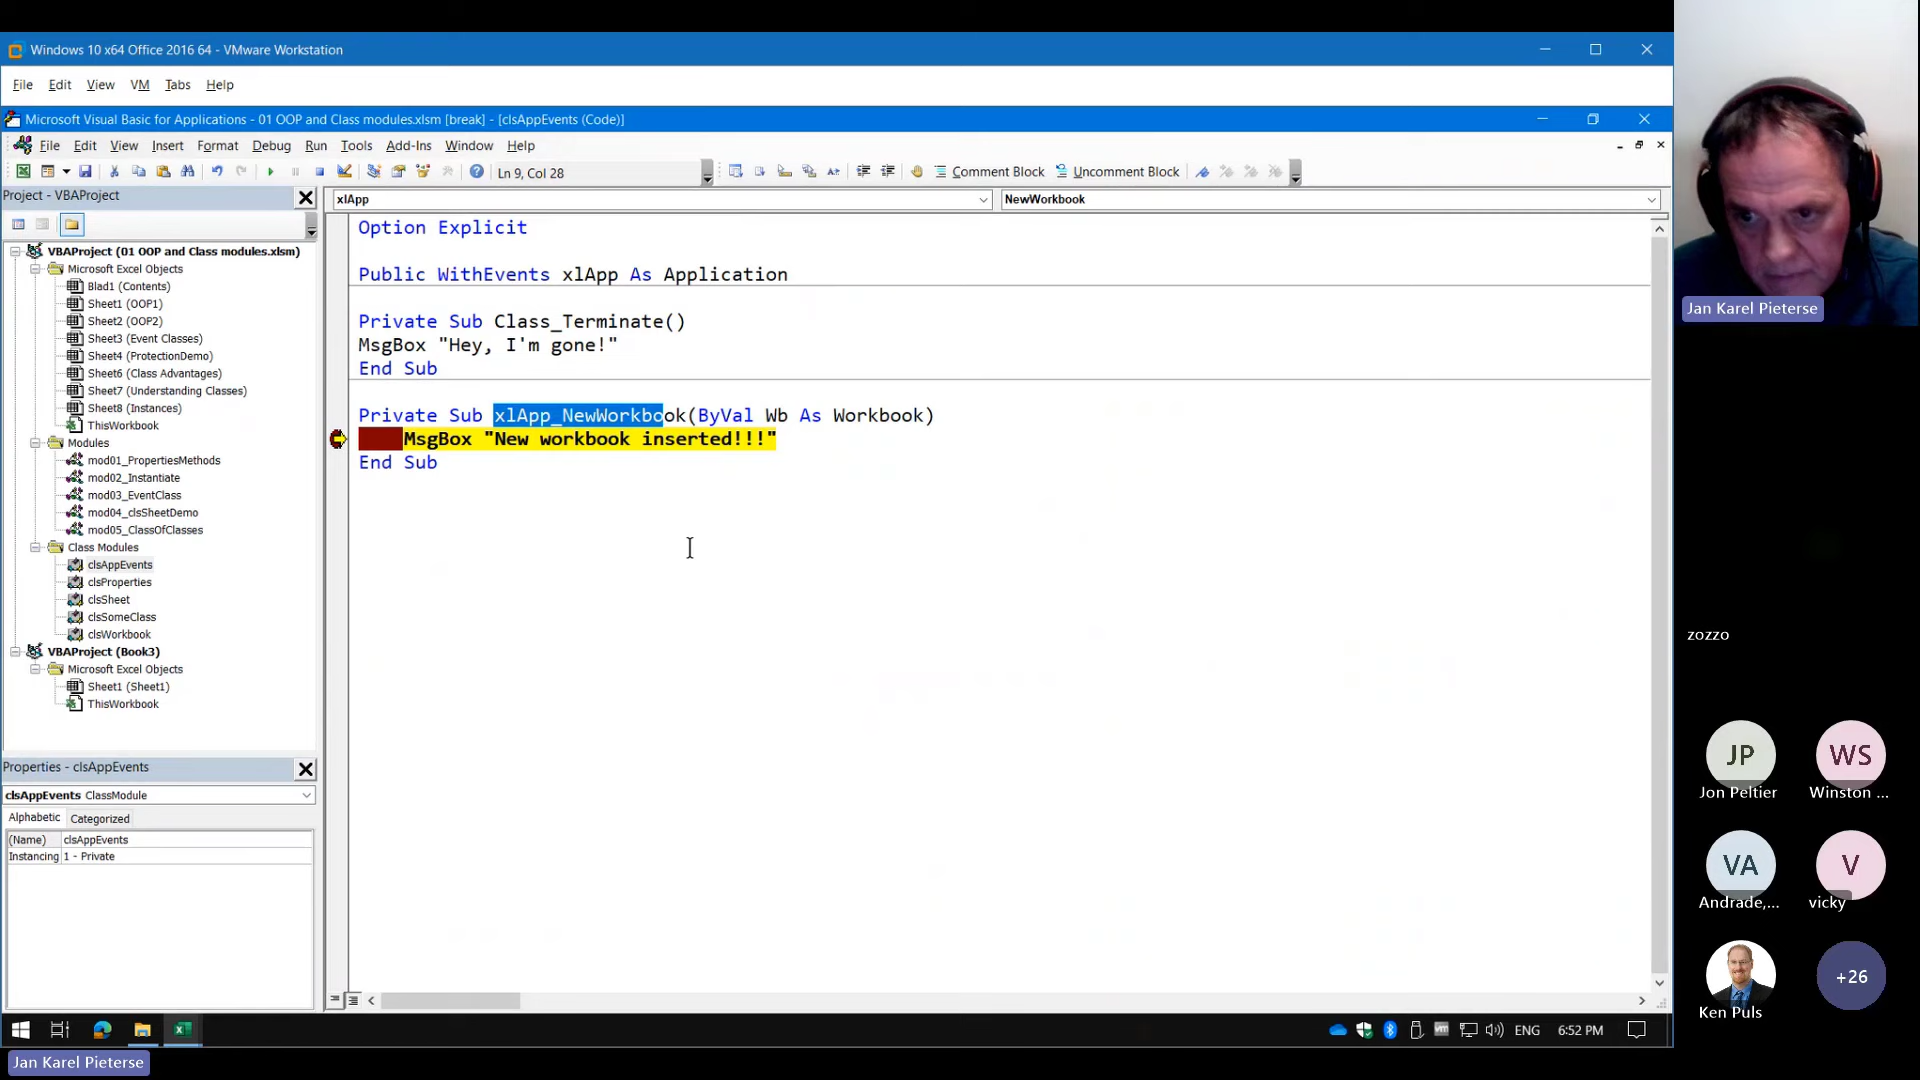 Windows 10 x64 Office 2016 64 - VMware Workstation
File Edit View VM Tabs Help
Microsoft Visual Basic for Applications - 01 OOP and Class modules.xlsm [break] - [clsAppEvents (Code)]
File Edit View Insert Format Debug Run Tools Add-Ins Window Help
Ln 9, Col 28
Comment Block Uncomment Block
Project - VBAProject
VBAProject (01 OOP and Class modules.xlsm)
Microsoft Excel Objects
Blad1 (Contents)
Sheet1 (OOP1)
Sheet2 (OOP2)
Sheet3 (Event Classes)
Sheet4 (ProtectionDemo)
Sheet6 (Class Advantages)
Sheet7 (Understanding Classes)
Sheet8 (Instances)
ThisWorkbook
Modules
mod01_PropertiesMethods
mod02_Instantiate
mod03_EventClass
mod04_clsSheetDemo
mod05_ClassOfClasses
Class Modules
clsAppEvents
clsProperties
clsSheet
clsSomeClass
clsWorkbook
VBAProject (Book3)
Microsoft Excel Objects
Sheet1 (Sheet1)
ThisWorkbook
Properties - clsAppEvents
clsAppEvents ClassModule
Alphabetic Categorized
(Name) clsAppEvents
Instancing 1 - Private
xlApp
NewWorkbook
Option Explicit
Public WithEvents xlApp As Application
Private Sub Class_Terminate()
MsgBox "Hey, I'm gone!"
End Sub
Private Sub xlApp_NewWorkbook(ByVal Wb As Workbook)
MsgBox "New workbook inserted!!!"
End Sub
ENG 6:52 PM
Jan Karel Pieterse
Jan Karel Pieterse
zozzo
JP
Jon Peltier
WS
Winston ...
VA
Andrade,...
V
vicky
Ken Puls
+26